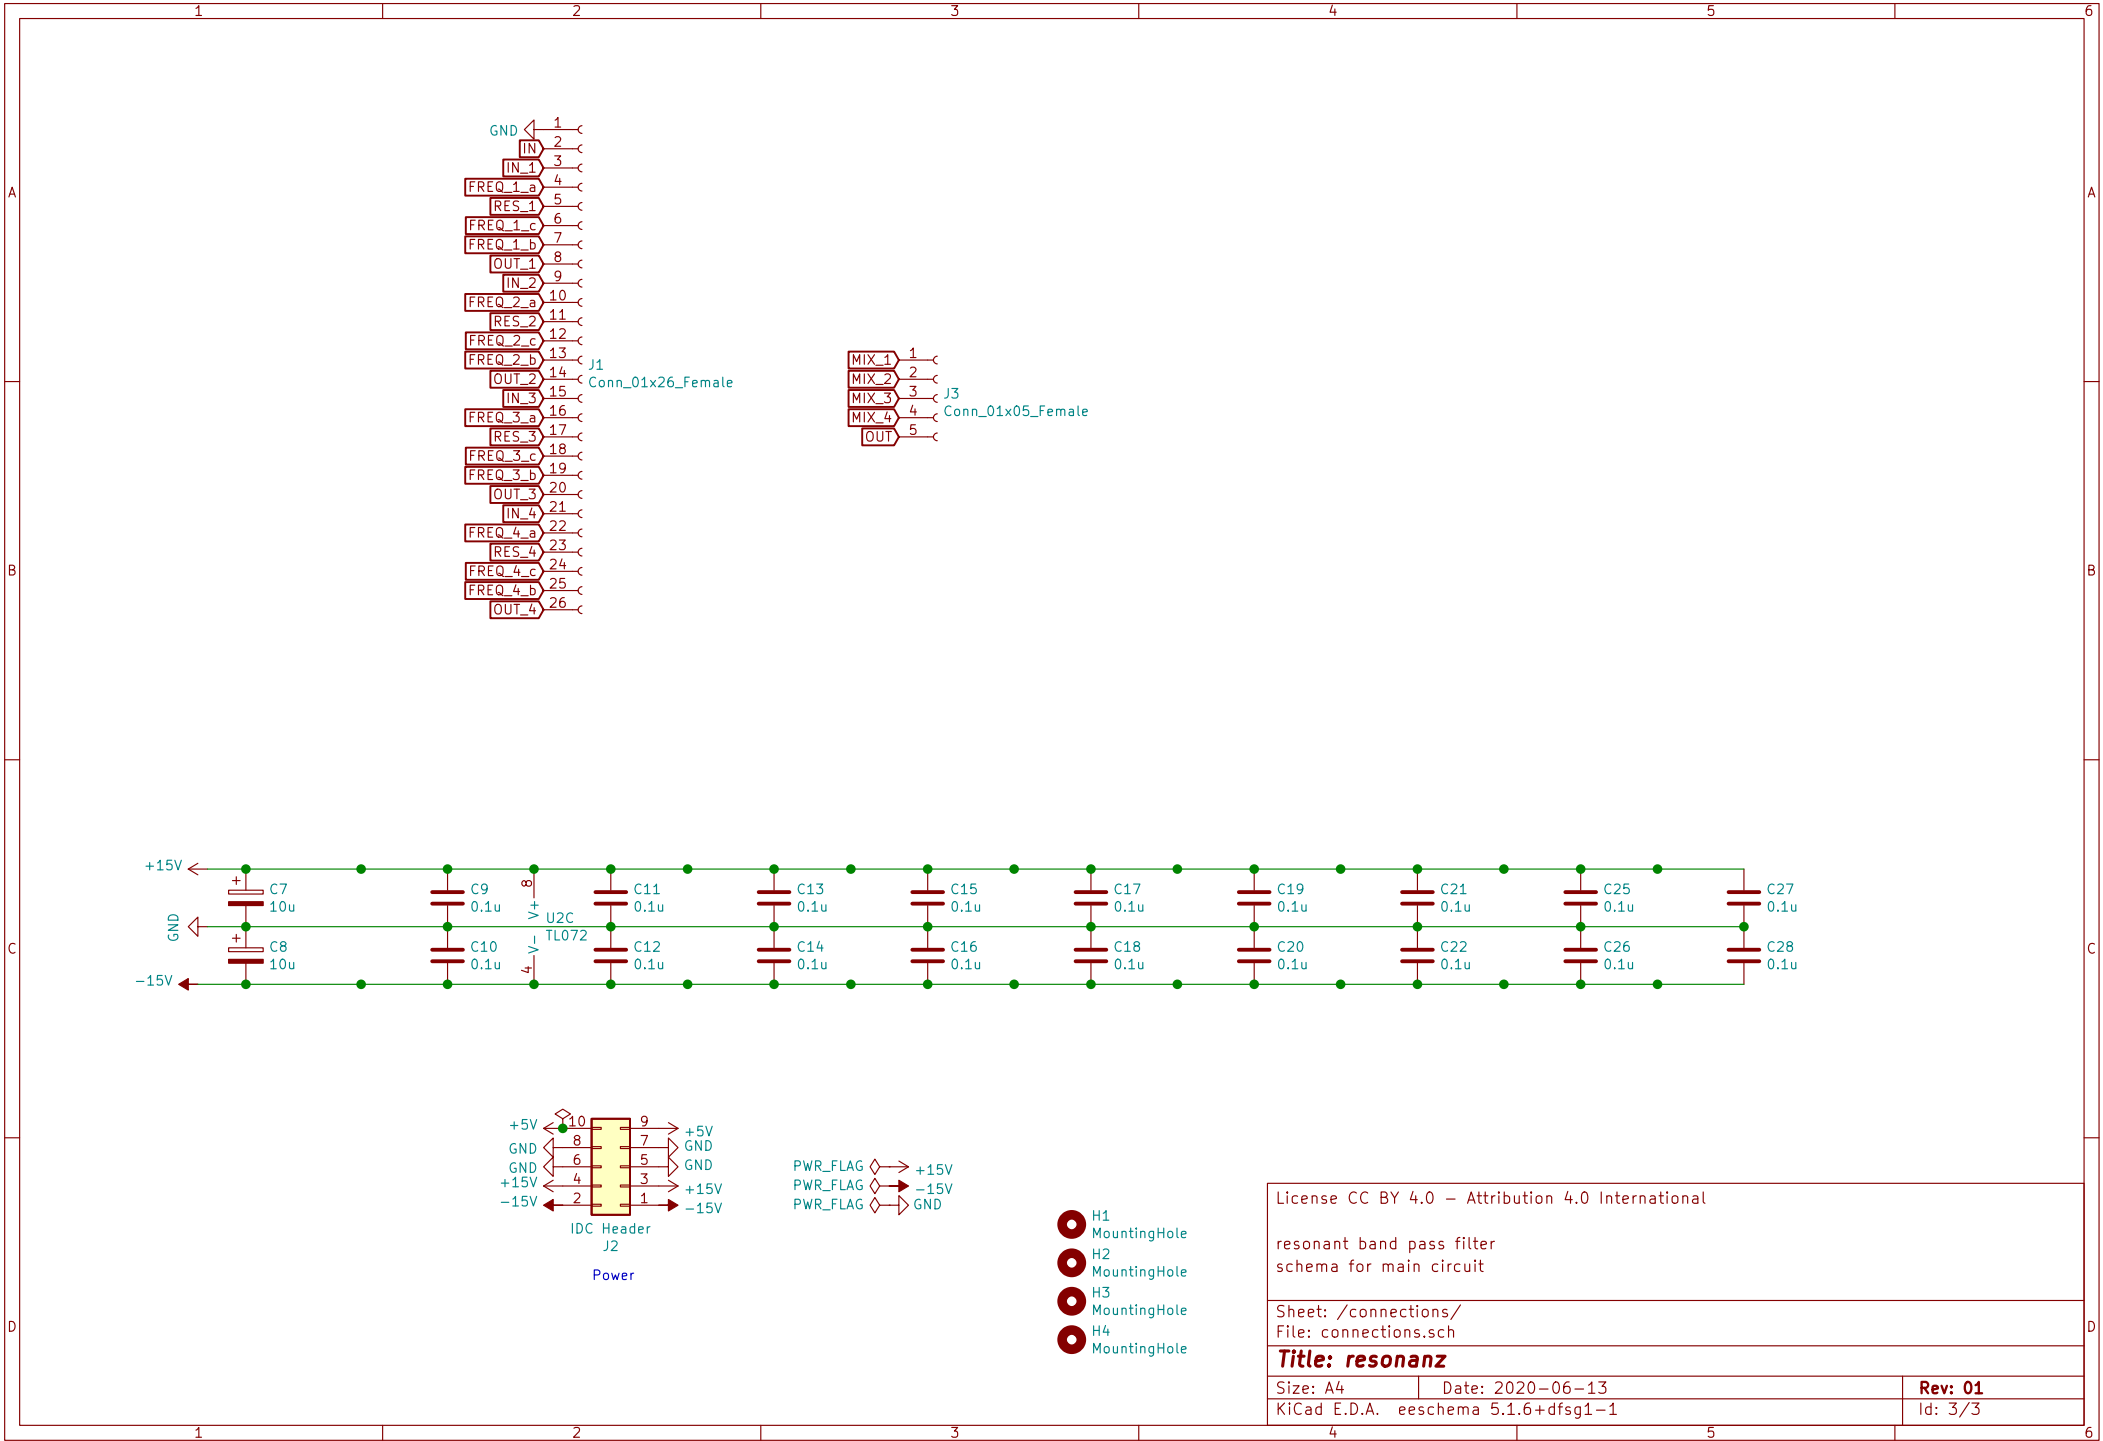 1 2 3 4 5 6
A A
B B
C C
D D
GND 1
IN 2
IN_1 3
FREQ_1_a 4
RES_1 5
FREQ_1_c 6
FREQ_1_b 7
OUT_1 8
IN_2 9
FREQ_2_a 10
RES_2 11
FREQ_2_c 12
FREQ_2_b 13
OUT_2 14
IN_3 15
FREQ_3_a 16
RES_3 17
FREQ_3_c 18
FREQ_3_b 19
OUT_3 20
IN_4 21
FREQ_4_a 22
RES_4 23
FREQ_4_c 24
FREQ_4_b 25
OUT_4 26
J1
Conn_01x26_Female
MIX_1 1
MIX_2 2
MIX_3 3
MIX_4 4
OUT 5
J3
Conn_01x05_Female
+15V
GND
-15V
+ C7
10u
+ C8
10u
C9
0.1u
C10
0.1u
8 V+
U2C
TL072
V- 4
C11
0.1u
C12
0.1u
C13
0.1u
C14
0.1u
C15
0.1u
C16
0.1u
C17
0.1u
C18
0.1u
C19
0.1u
C20
0.1u
C21
0.1u
C22
0.1u
C25
0.1u
C26
0.1u
C27
0.1u
C28
0.1u
+5V 10 9 +5V
GND 8 7 GND
GND 6 5 GND
+15V 4 3 +15V
-15V 2 1 -15V
IDC Header
J2
Power
PWR_FLAG +15V
PWR_FLAG -15V
PWR_FLAG GND
H1
MountingHole
H2
MountingHole
H3
MountingHole
H4
MountingHole
License CC BY 4.0 - Attribution 4.0 International
resonant band pass filter
schema for main circuit
Sheet: /connections/
File: connections.sch
Title: resonanz
Size: A4 Date: 2020-06-13 Rev: 01
KiCad E.D.A. eeschema 5.1.6+dfsg1-1 Id: 3/3
1 2 3 4 5 6